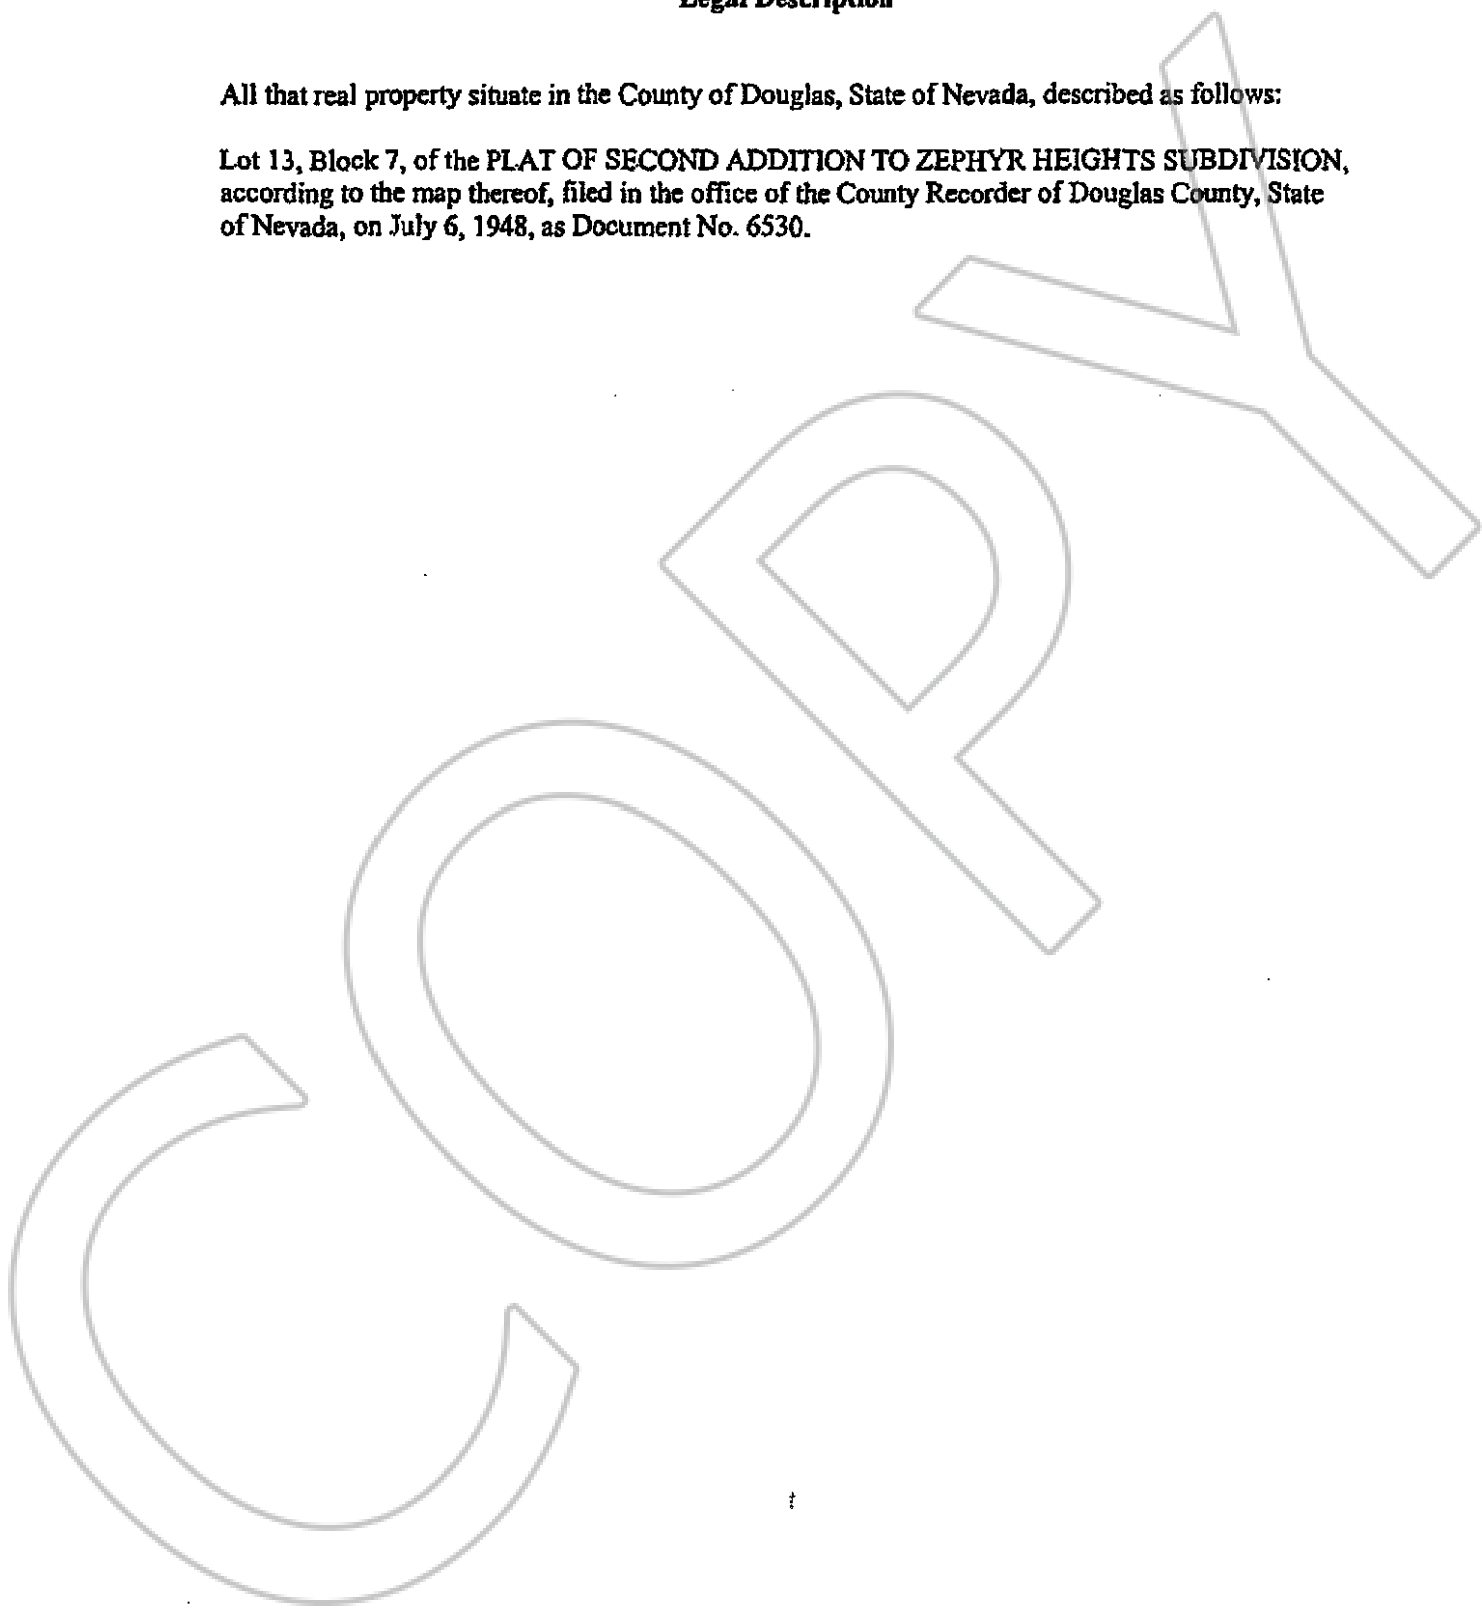 Legal Description
All that real property situate in the County of Douglas, State of Nevada, described as follows:
Lot 13, Block 7, of the PLAT OF SECOND ADDITION TO ZEPHYR HEIGHTS SUBDIVISION,
according to the map thereof, filed in the office of the County Recorder of Douglas County, State
of Nevada, on July 6, 1948, as Document No. 6530.
COPY